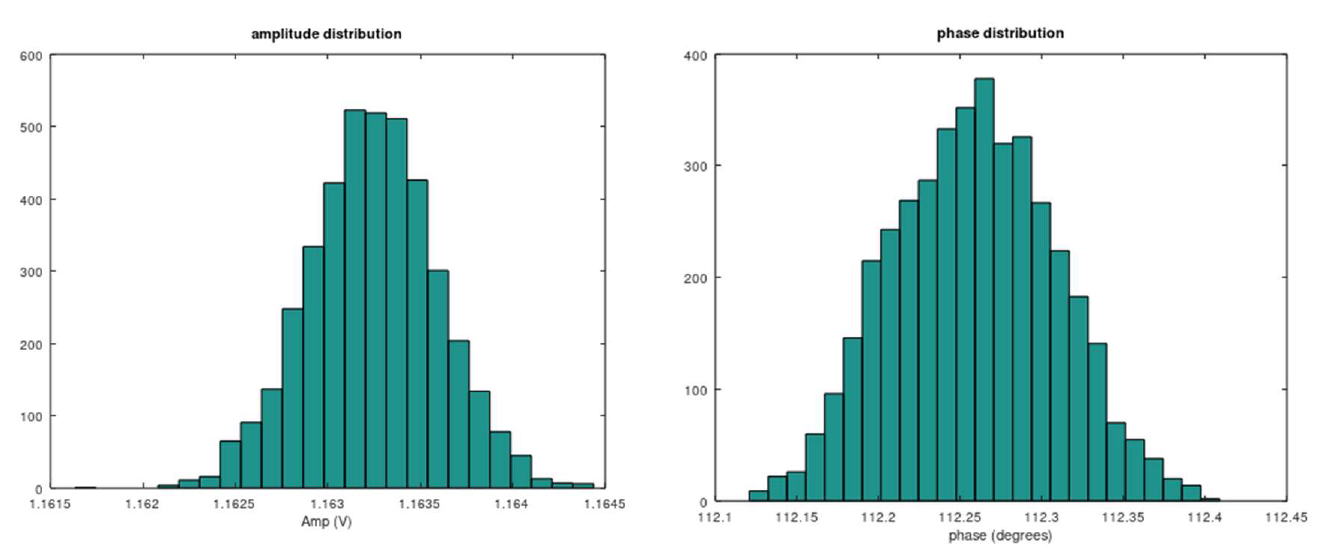 amplitude distribution
600
500
400
300
200
100
0
1.1615 1.162 1.1625 1.163 1.1635 1.164 1.1645
Amp (V)
phase distribution
400
300
200
100
0
112.1 112.15 112.2 112.25 112.3 112.35 112.4 112.45
phase (degrees)